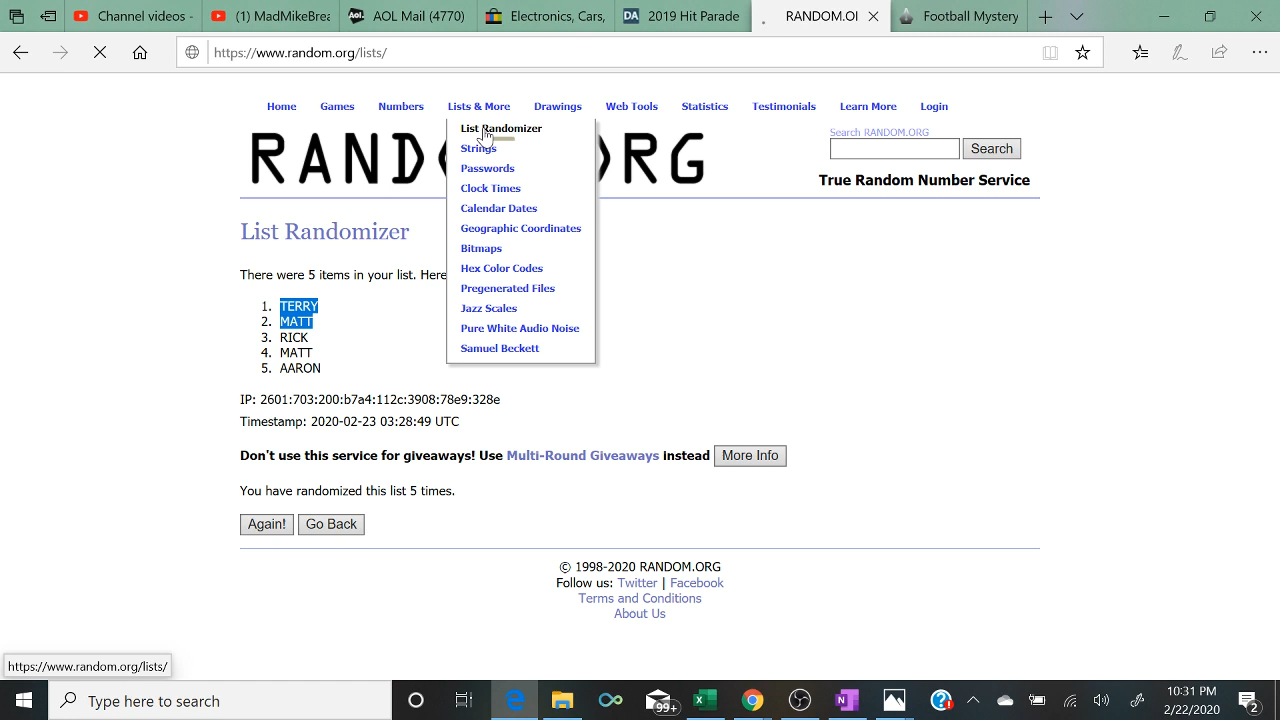 Channel videos -
(1) MadMikeBrea
AOL Mail (4770)
Electronics, Cars,
DA 2019 Hit Parade
RANDOM.OI
Football Mystery
https://www.random.org/lists/
Home Games Numbers Lists & More Drawings Web Tools Statistics Testimonials Learn More Login
List Randomizer
Strings
Passwords
Clock Times
Calendar Dates
Geographic Coordinates
Bitmaps
Hex Color Codes
Pregenerated Files
Jazz Scales
Pure White Audio Noise
Samuel Beckett
Search RANDOM.ORG
Search
True Random Number Service
List Randomizer
There were 5 items in your list. Here
1. TERRY
2. MATT
3. RICK
4. MATT
5. AARON
IP: 2601:703:200:b7a4:112c:3908:78e9:328e
Timestamp: 2020-02-23 03:28:49 UTC
Don't use this service for giveaways! Use Multi-Round Giveaways instead More Info
You have randomized this list 5 times.
Again! Go Back
© 1998-2020 RANDOM.ORG
Follow us: Twitter | Facebook
Terms and Conditions
About Us
https://www.random.org/lists/
Type here to search
99+
10:31 PM
2/22/2020
2